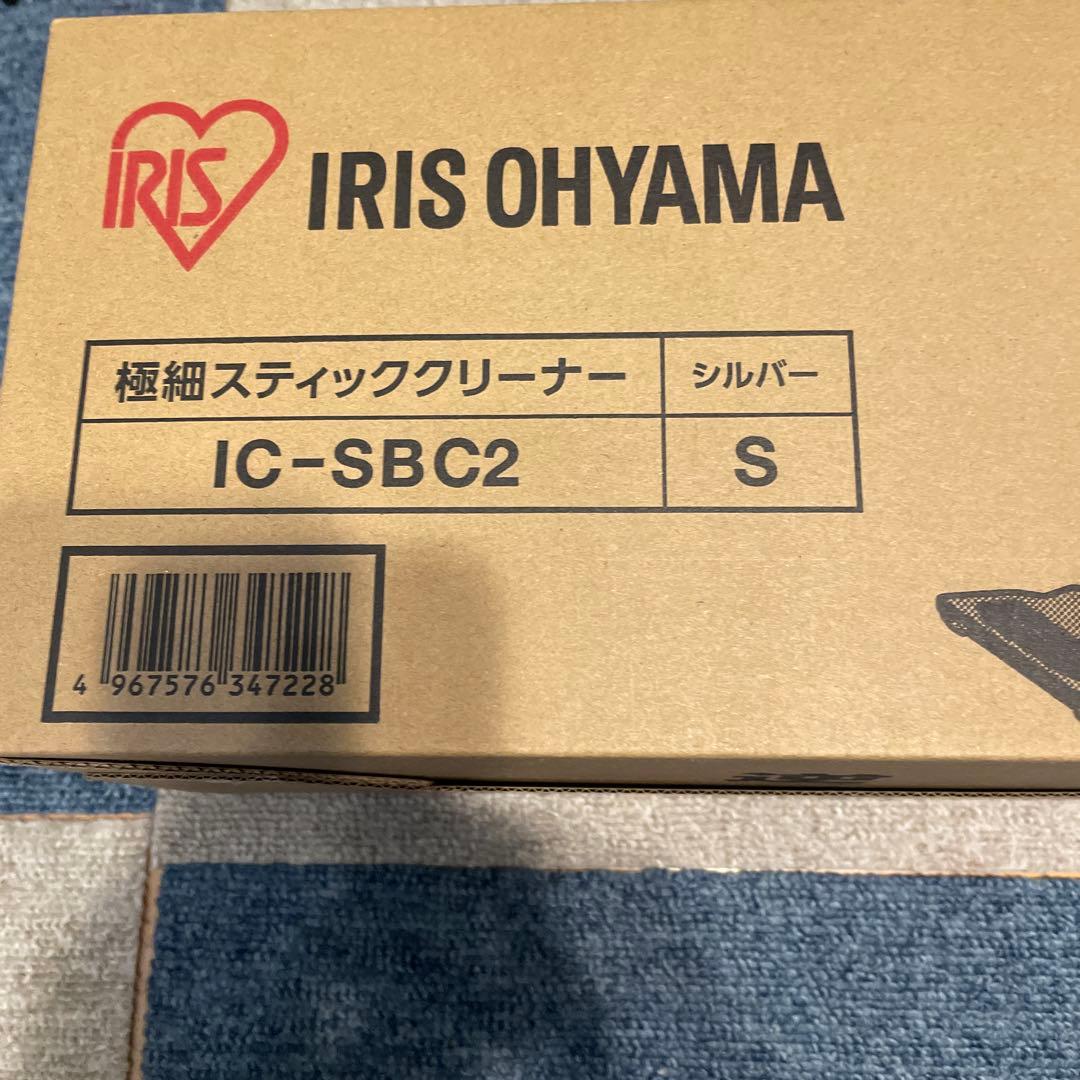 IRIS
IRIS OHYAMA
極細スティッククリーナー シルバー
IC-SBC2 S
4 967576 347228